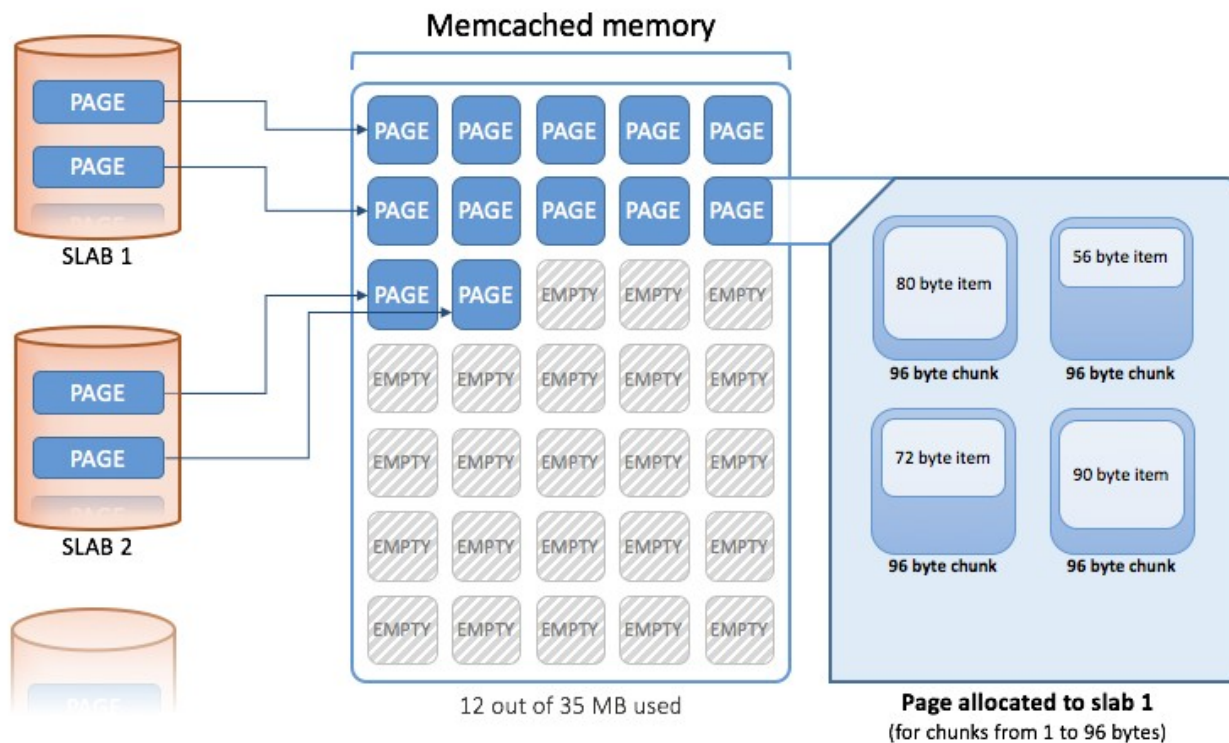 Memcached memory
PAGE
PAGE
SLAB 1
PAGE
PAGE
SLAB 2
PAGE PAGE PAGE PAGE PAGE
PAGE PAGE PAGE PAGE PAGE
PAGE PAGE EMPTY EMPTY EMPTY
EMPTY EMPTY EMPTY EMPTY EMPTY
EMPTY EMPTY EMPTY EMPTY EMPTY
EMPTY EMPTY EMPTY EMPTY EMPTY
EMPTY EMPTY EMPTY EMPTY EMPTY
12 out of 35 MB used
80 byte item
96 byte chunk
56 byte item
96 byte chunk
72 byte item
96 byte chunk
90 byte item
96 byte chunk
Page allocated to slab 1
(for chunks from 1 to 96 bytes)